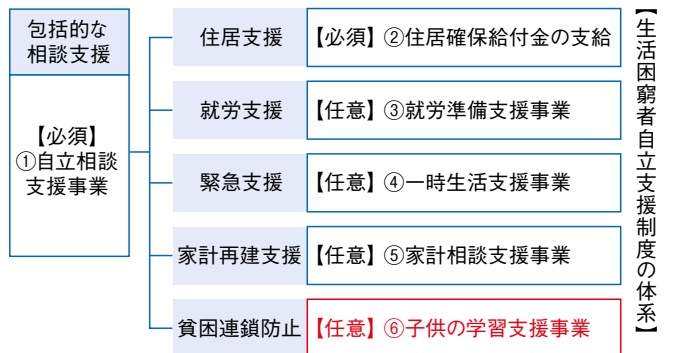 包括的な
相談支援
【必須】
①自立相談
支援事業
住居支援
【必須】②住居確保給付金の支給
就労支援
【任意】③就労準備支援事業
緊急支援
【任意】④一時生活支援事業
家計再建支援
【任意】⑤家計相談支援事業
貧困連鎖防止
【任意】⑥子供の学習支援事業
【生活困窮者自立支援制度の体系】